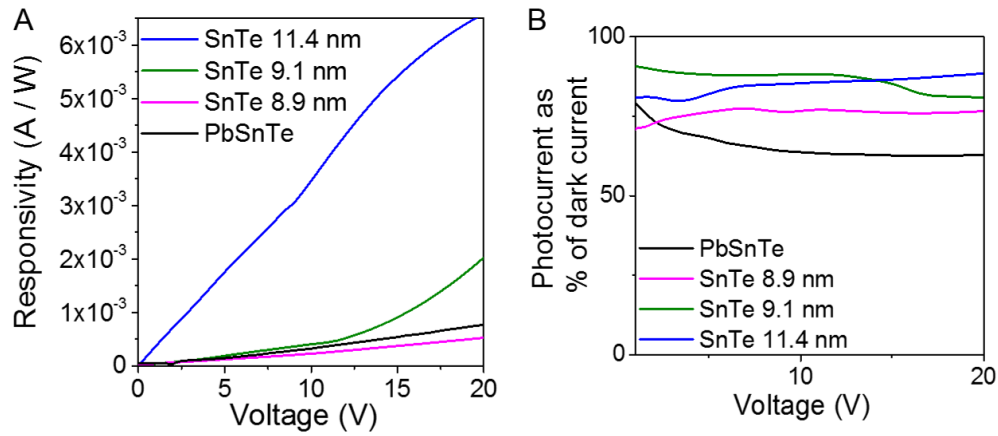 A
Responsivity (A / W)
6x10⁻³
5x10⁻³
4x10⁻³
3x10⁻³
2x10⁻³
1x10⁻³
0
SnTe 11.4 nm
SnTe 9.1 nm
SnTe 8.9 nm
PbSnTe
0 5 10 15 20
Voltage (V)
B
Photocurrent as
% of dark current
100
50
0
PbSnTe
SnTe 8.9 nm
SnTe 9.1 nm
SnTe 11.4 nm
10 20
Voltage (V)